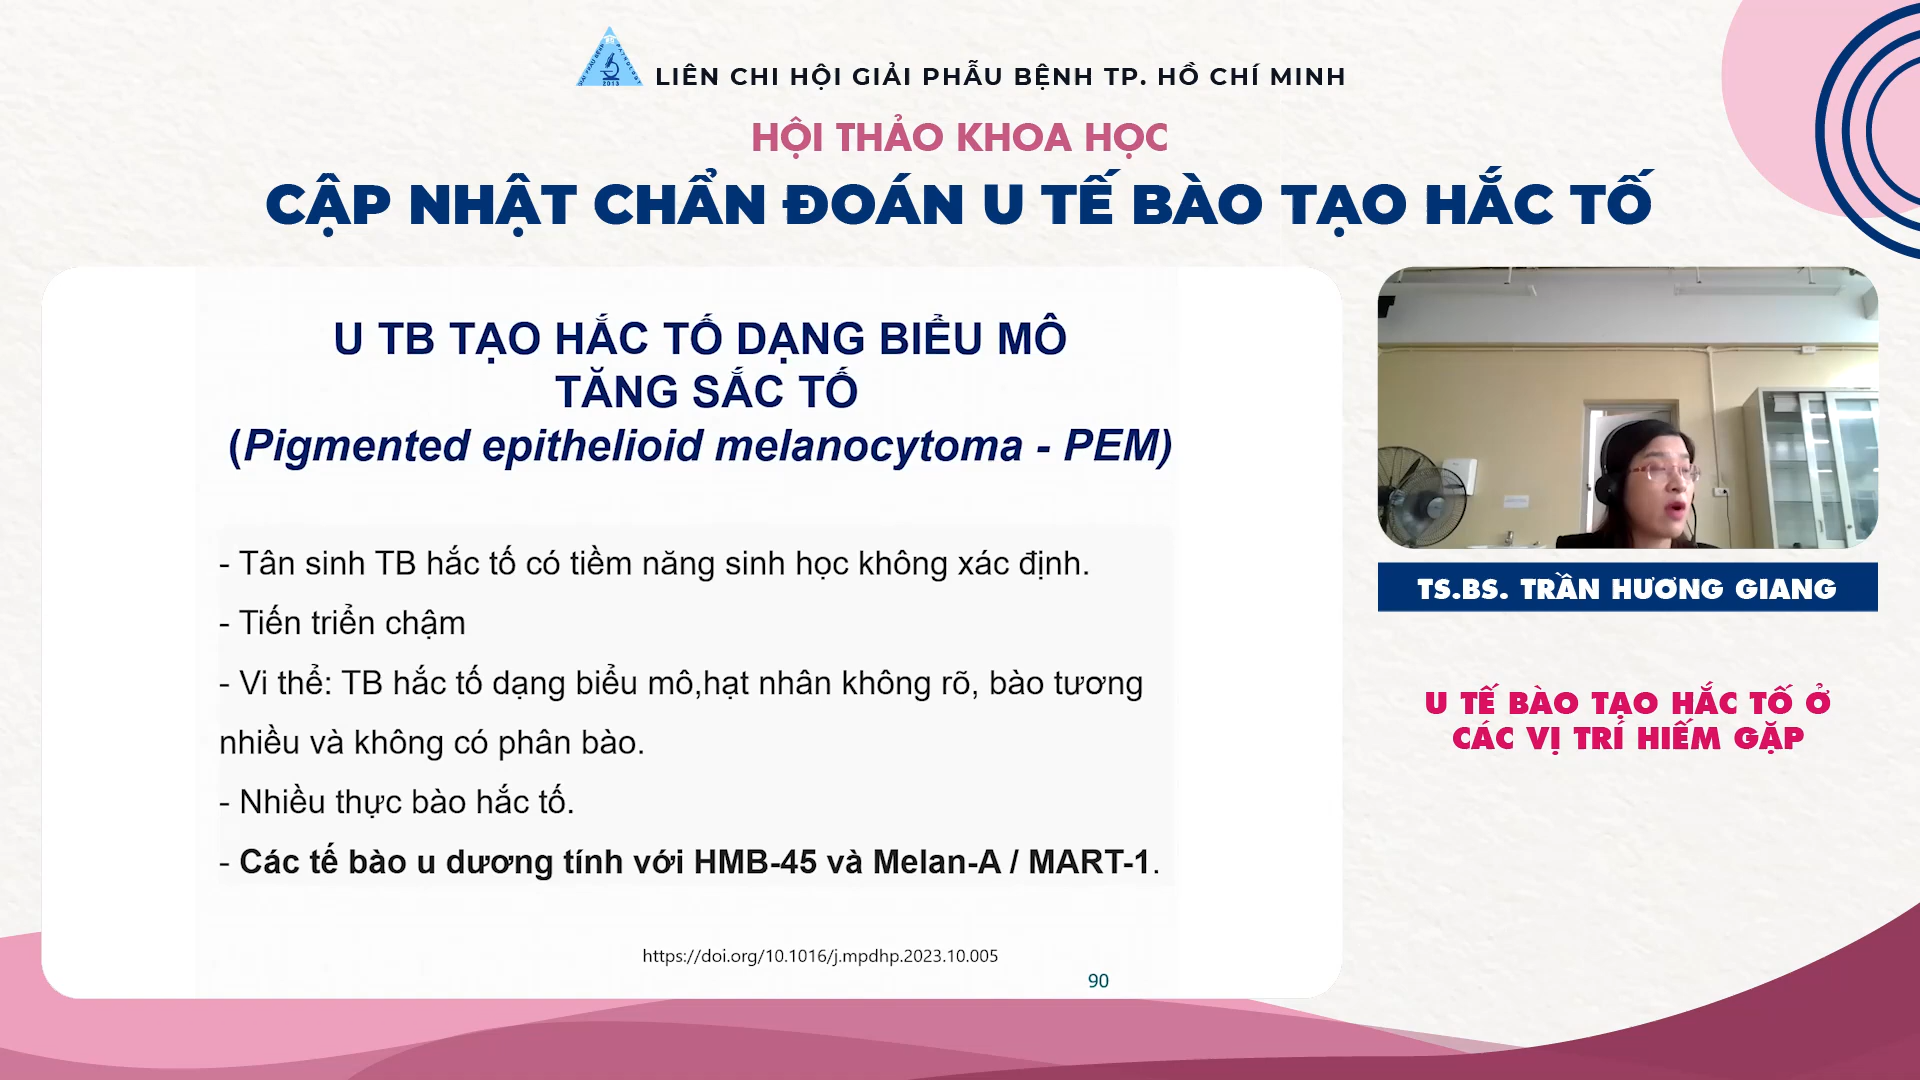 LIÊN CHI HỘI GIẢI PHẪU BỆNH TP. HỒ CHÍ MINH
HỘI THẢO KHOA HỌC
CẬP NHẬT CHẨN ĐOÁN U TẾ BÀO TẠO HẮC TỐ
U TB TẠO HẮC TỐ DẠNG BIỂU MÔ
TĂNG SẮC TỐ
(Pigmented epithelioid melanocytoma - PEM)
- Tân sinh TB hắc tố có tiềm năng sinh học không xác định.
- Tiến triển chậm
- Vi thể: TB hắc tố dạng biểu mô,hạt nhân không rõ, bào tương
nhiều và không có phân bào.
- Nhiều thực bào hắc tố.
- Các tế bào u dương tính với HMB-45 và Melan-A / MART-1.
https://doi.org/10.1016/j.mpdhp.2023.10.005
90
TS.BS. TRẦN HƯƠNG GIANG
U TẾ BÀO TẠO HẮC TỐ Ở
CÁC VỊ TRÍ HIẾM GẶP